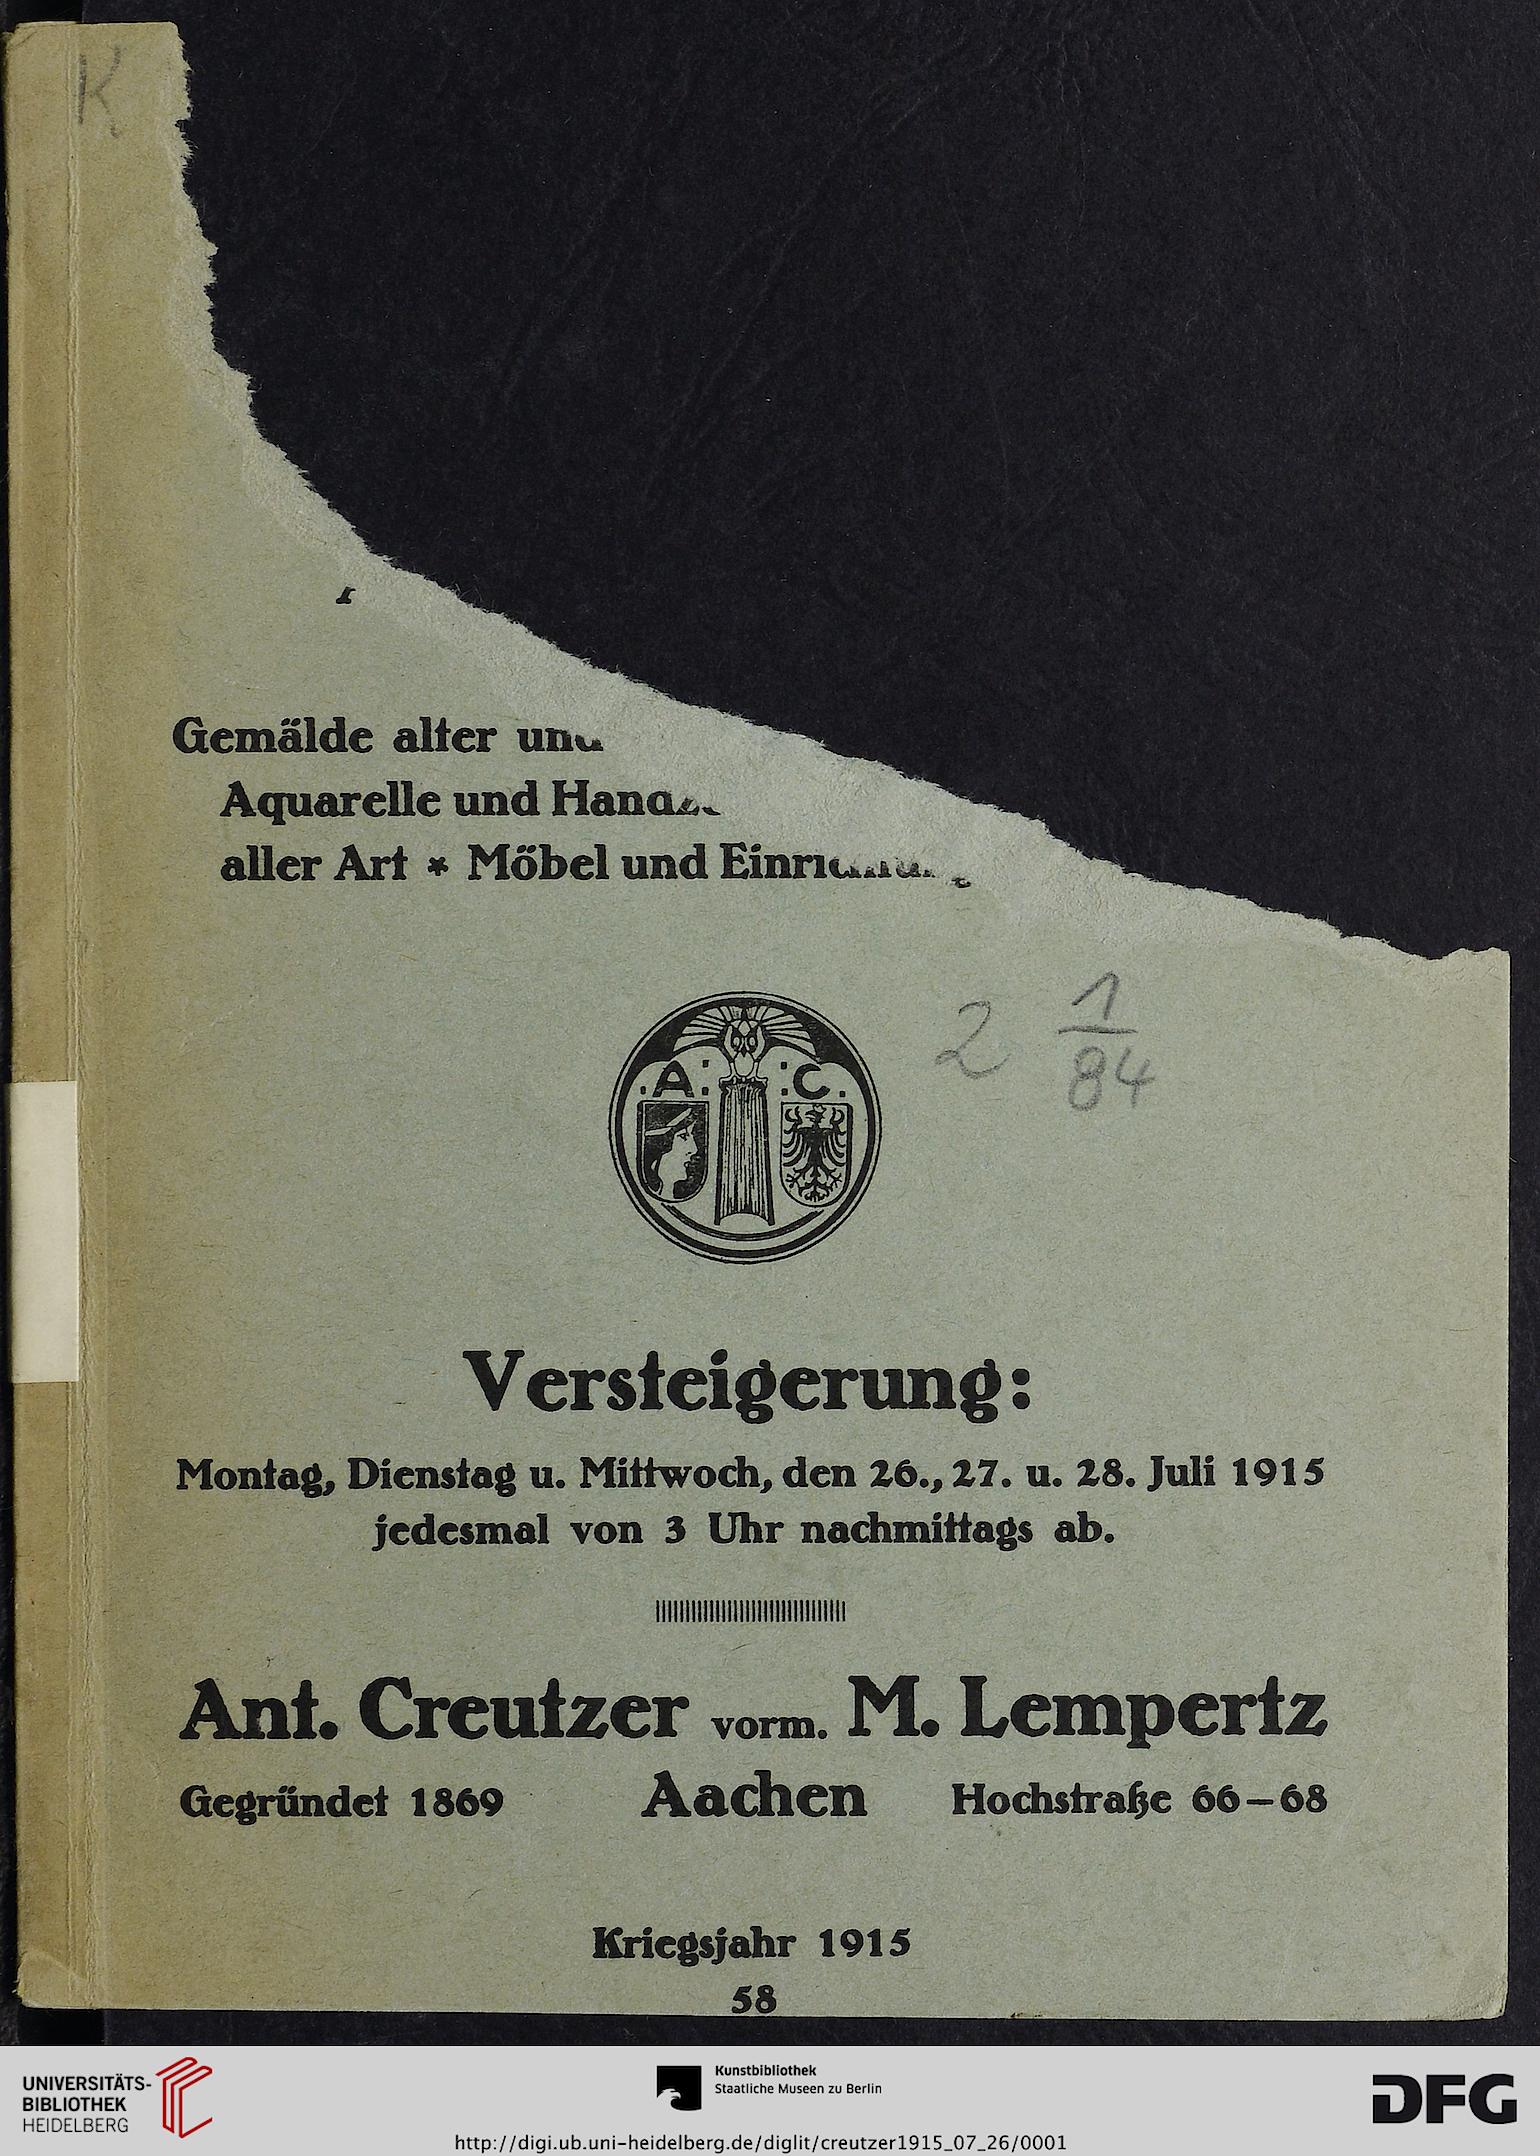 K
Gemälde alter und
Aquarelle und
aller Art * Möbel und
2 1/84
.A: :C.
Versteigerung:
Montag, Dienstag u. Mittwoch, den 26., 27. u. 28. Juli 1915
jedesmal von 3 Uhr nachmittags ab.
Ant. Creutzer vorm. M. Lempertz
Gegründet 1869 Aachen Hochstraße 66–68
Kriegsjahr 1915
58
UNIVERSITÄTS-
BIBLIOTHEK
HEIDELBERG
Kunstbibliothek
Staatliche Museen zu Berlin
DFG
http://digi.ub.uni-heidelberg.de/diglit/creutzer1915_07_26/0001